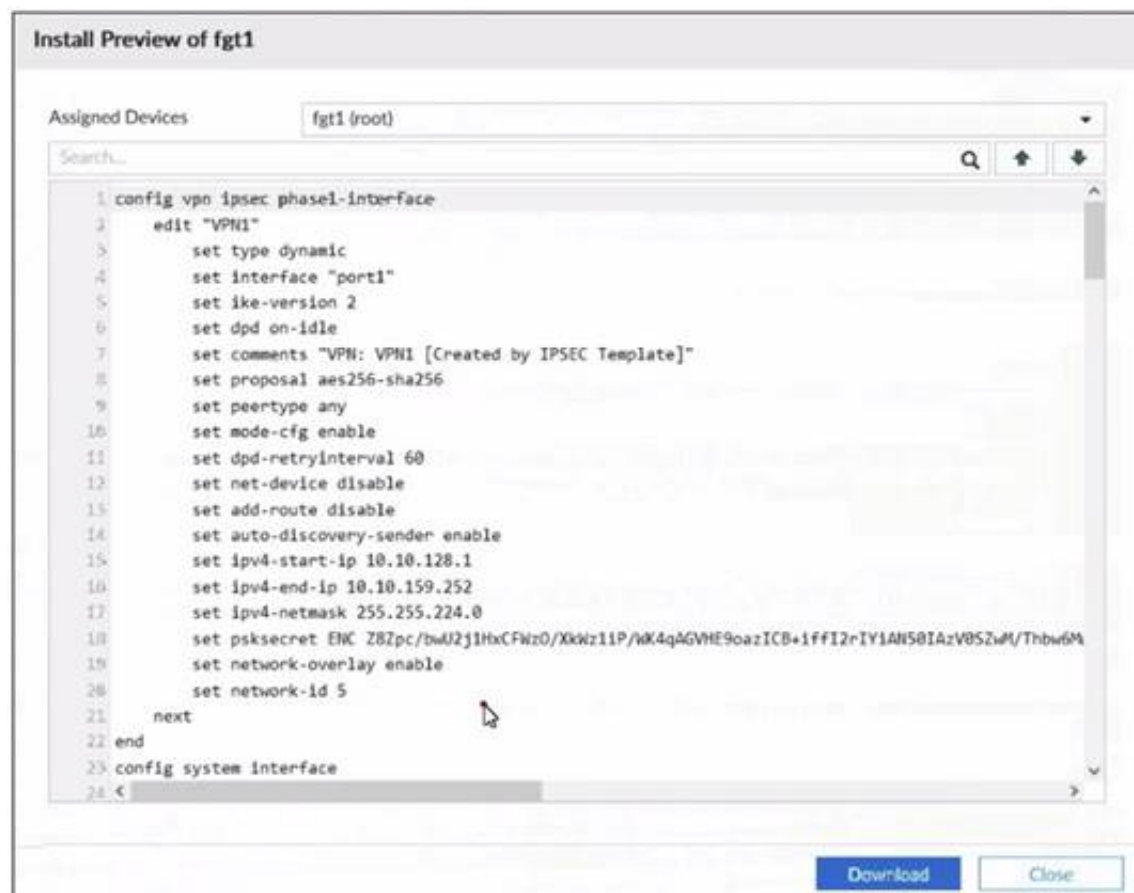 Install Preview of fgt1
Assigned Devices fgt1 (root)
Search...
1 config vpn ipsec phase1-interface
2 edit "VPN1"
3 set type dynamic
4 set interface "port1"
5 set ike-version 2
6 set dpd on-idle
7 set comments "VPN: VPN1 [Created by IPSEC Template]"
8 set proposal aes256-sha256
9 set peertype any
10 set mode-cfg enable
11 set dpd-retryinterval 60
12 set net-device disable
13 set add-route disable
14 set auto-discovery-sender enable
15 set ipv4-start-ip 10.10.128.1
16 set ipv4-end-ip 10.10.159.252
17 set ipv4-netmask 255.255.224.0
18 set psksecret ENC
19 set network-overlay enable
20 set network-id 5
21 next
22 end
23 config system interface
24
Download Close